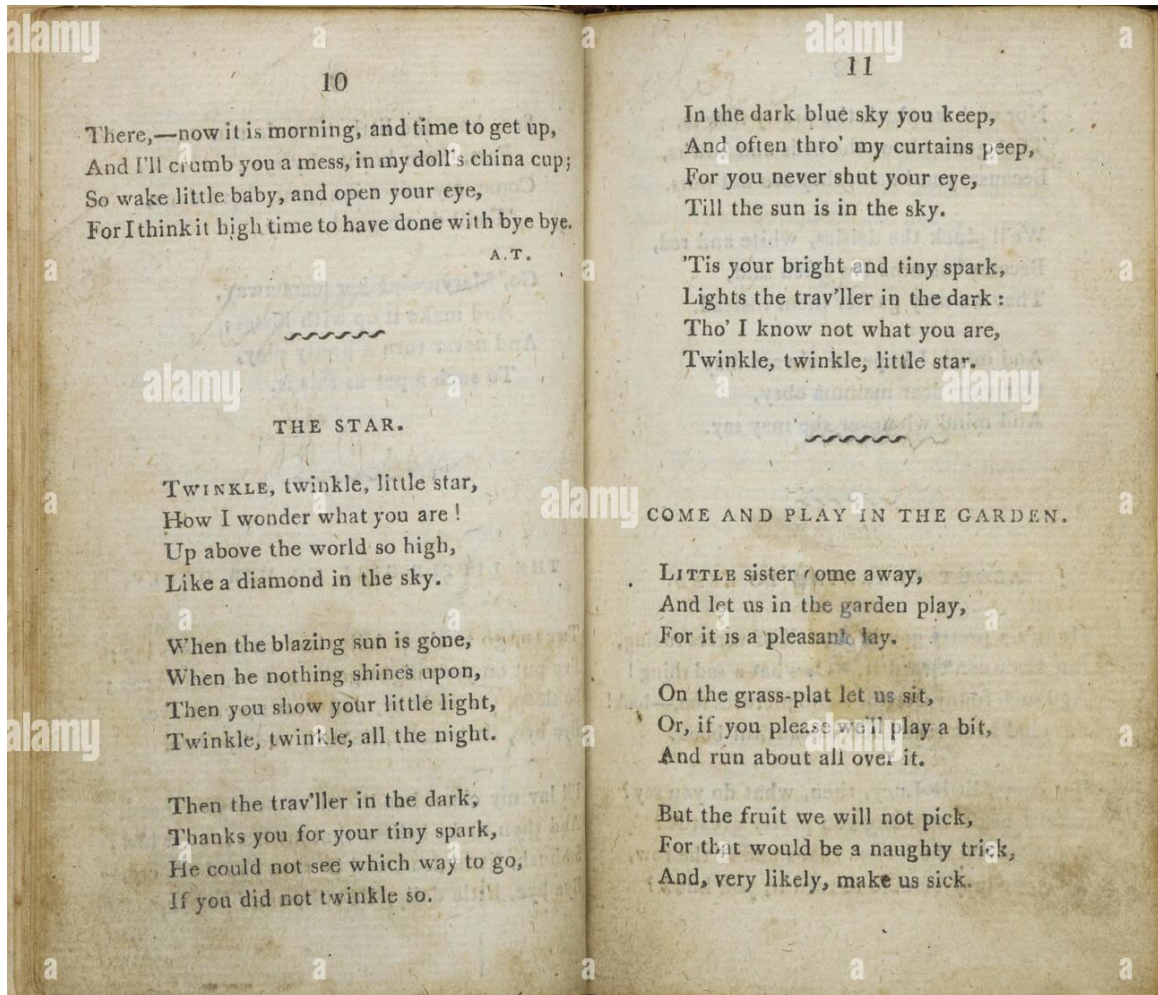 10
There,—now it is morning, and time to get up,
And I'll crumb you a mess, in my doll's china cup;
So wake little baby, and open your eye,
For I think it high time to have done with bye bye.
A.T.
THE STAR.
TWINKLE, twinkle, little star,
How I wonder what you are!
Up above the world so high,
Like a diamond in the sky.
When the blazing sun is gone,
When he nothing shines upon,
Then you show your little light,
Twinkle, twinkle, all the night.
Then the trav'ller in the dark,
Thanks you for your tiny spark,
He could not see which way to go,
If you did not twinkle so.
11
In the dark blue sky you keep,
And often thro' my curtains peep,
For you never shut your eye,
Till the sun is in the sky.
'Tis your bright and tiny spark,
Lights the trav'ller in the dark:
Tho' I know not what you are,
Twinkle, twinkle, little star.
COME AND PLAY IN THE GARDEN.
LITTLE sister come away,
And let us in the garden play,
For it is a pleasant day.
On the grass-plat let us sit,
Or, if you please we'll play a bit,
And run about all over it.
But the fruit we will not pick,
For that would be a naughty trick,
And, very likely, make us sick.
alamy
alamy
alamy
alamy
alamy
alamy
alamy